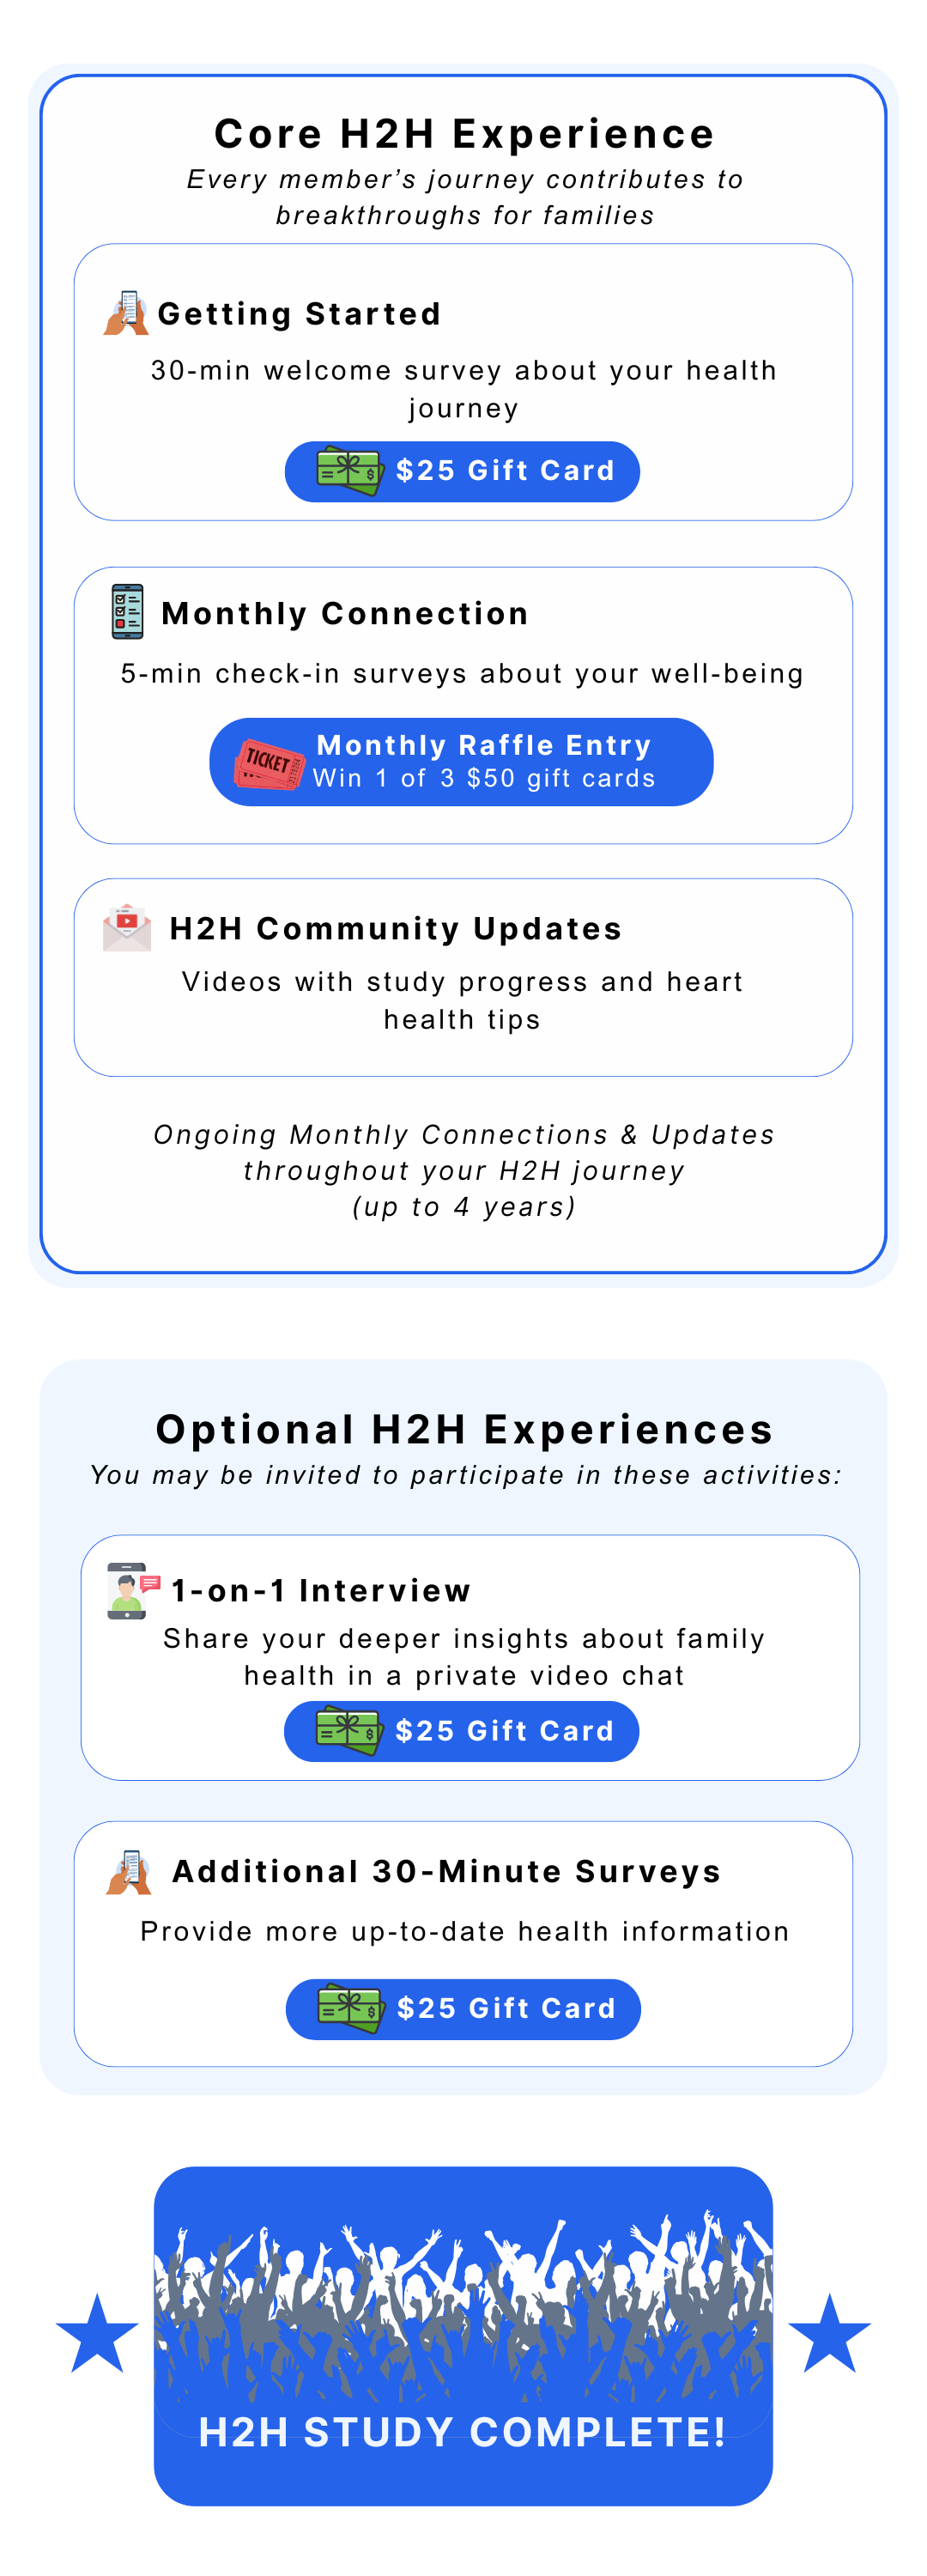 Core H2H Experience
Every member’s journey contributes to
breakthroughs for families
Getting Started
30-min welcome survey about your health
journey
$25 Gift Card
Monthly Connection
5-min check-in surveys about your well-being
TICKET
Monthly Raffle Entry
Win 1 of 3 $50 gift cards
H2H Community Updates
Videos with study progress and heart
health tips
Ongoing Monthly Connections & Updates
throughout your H2H journey
(up to 4 years)
Optional H2H Experiences
You may be invited to participate in these activities:
1-on-1 Interview
Share your deeper insights about family
health in a private video chat
$25 Gift Card
Additional 30-Minute Surveys
Provide more up-to-date health information
$25 Gift Card
H2H STUDY COMPLETE!